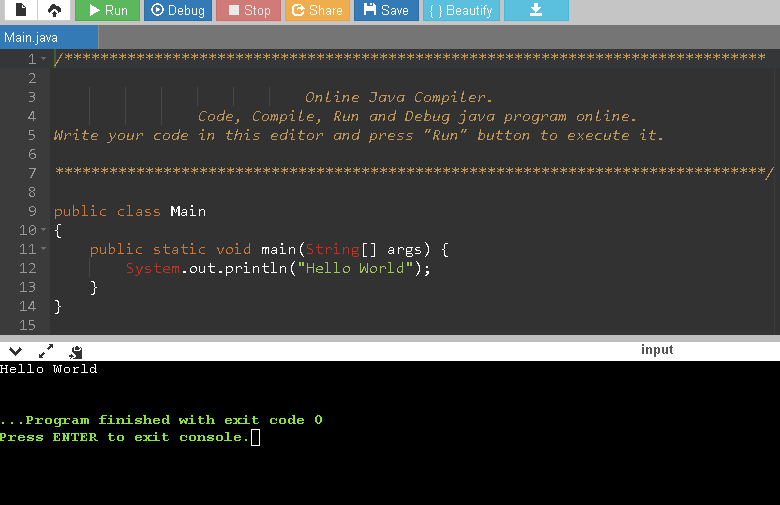 Run Debug Stop Share Save { } Beautify
Main.java
1 /******************************************************************************
2
3 Online Java Compiler.
4 Code, Compile, Run and Debug java program online.
5 Write your code in this editor and press "Run" button to execute it.
6
7 *******************************************************************************/
8
9 public class Main
10 {
11 public static void main(String[] args) {
12 System.out.println("Hello World");
13 }
14 }
15
input
Hello World
...Program finished with exit code 0
Press ENTER to exit console.